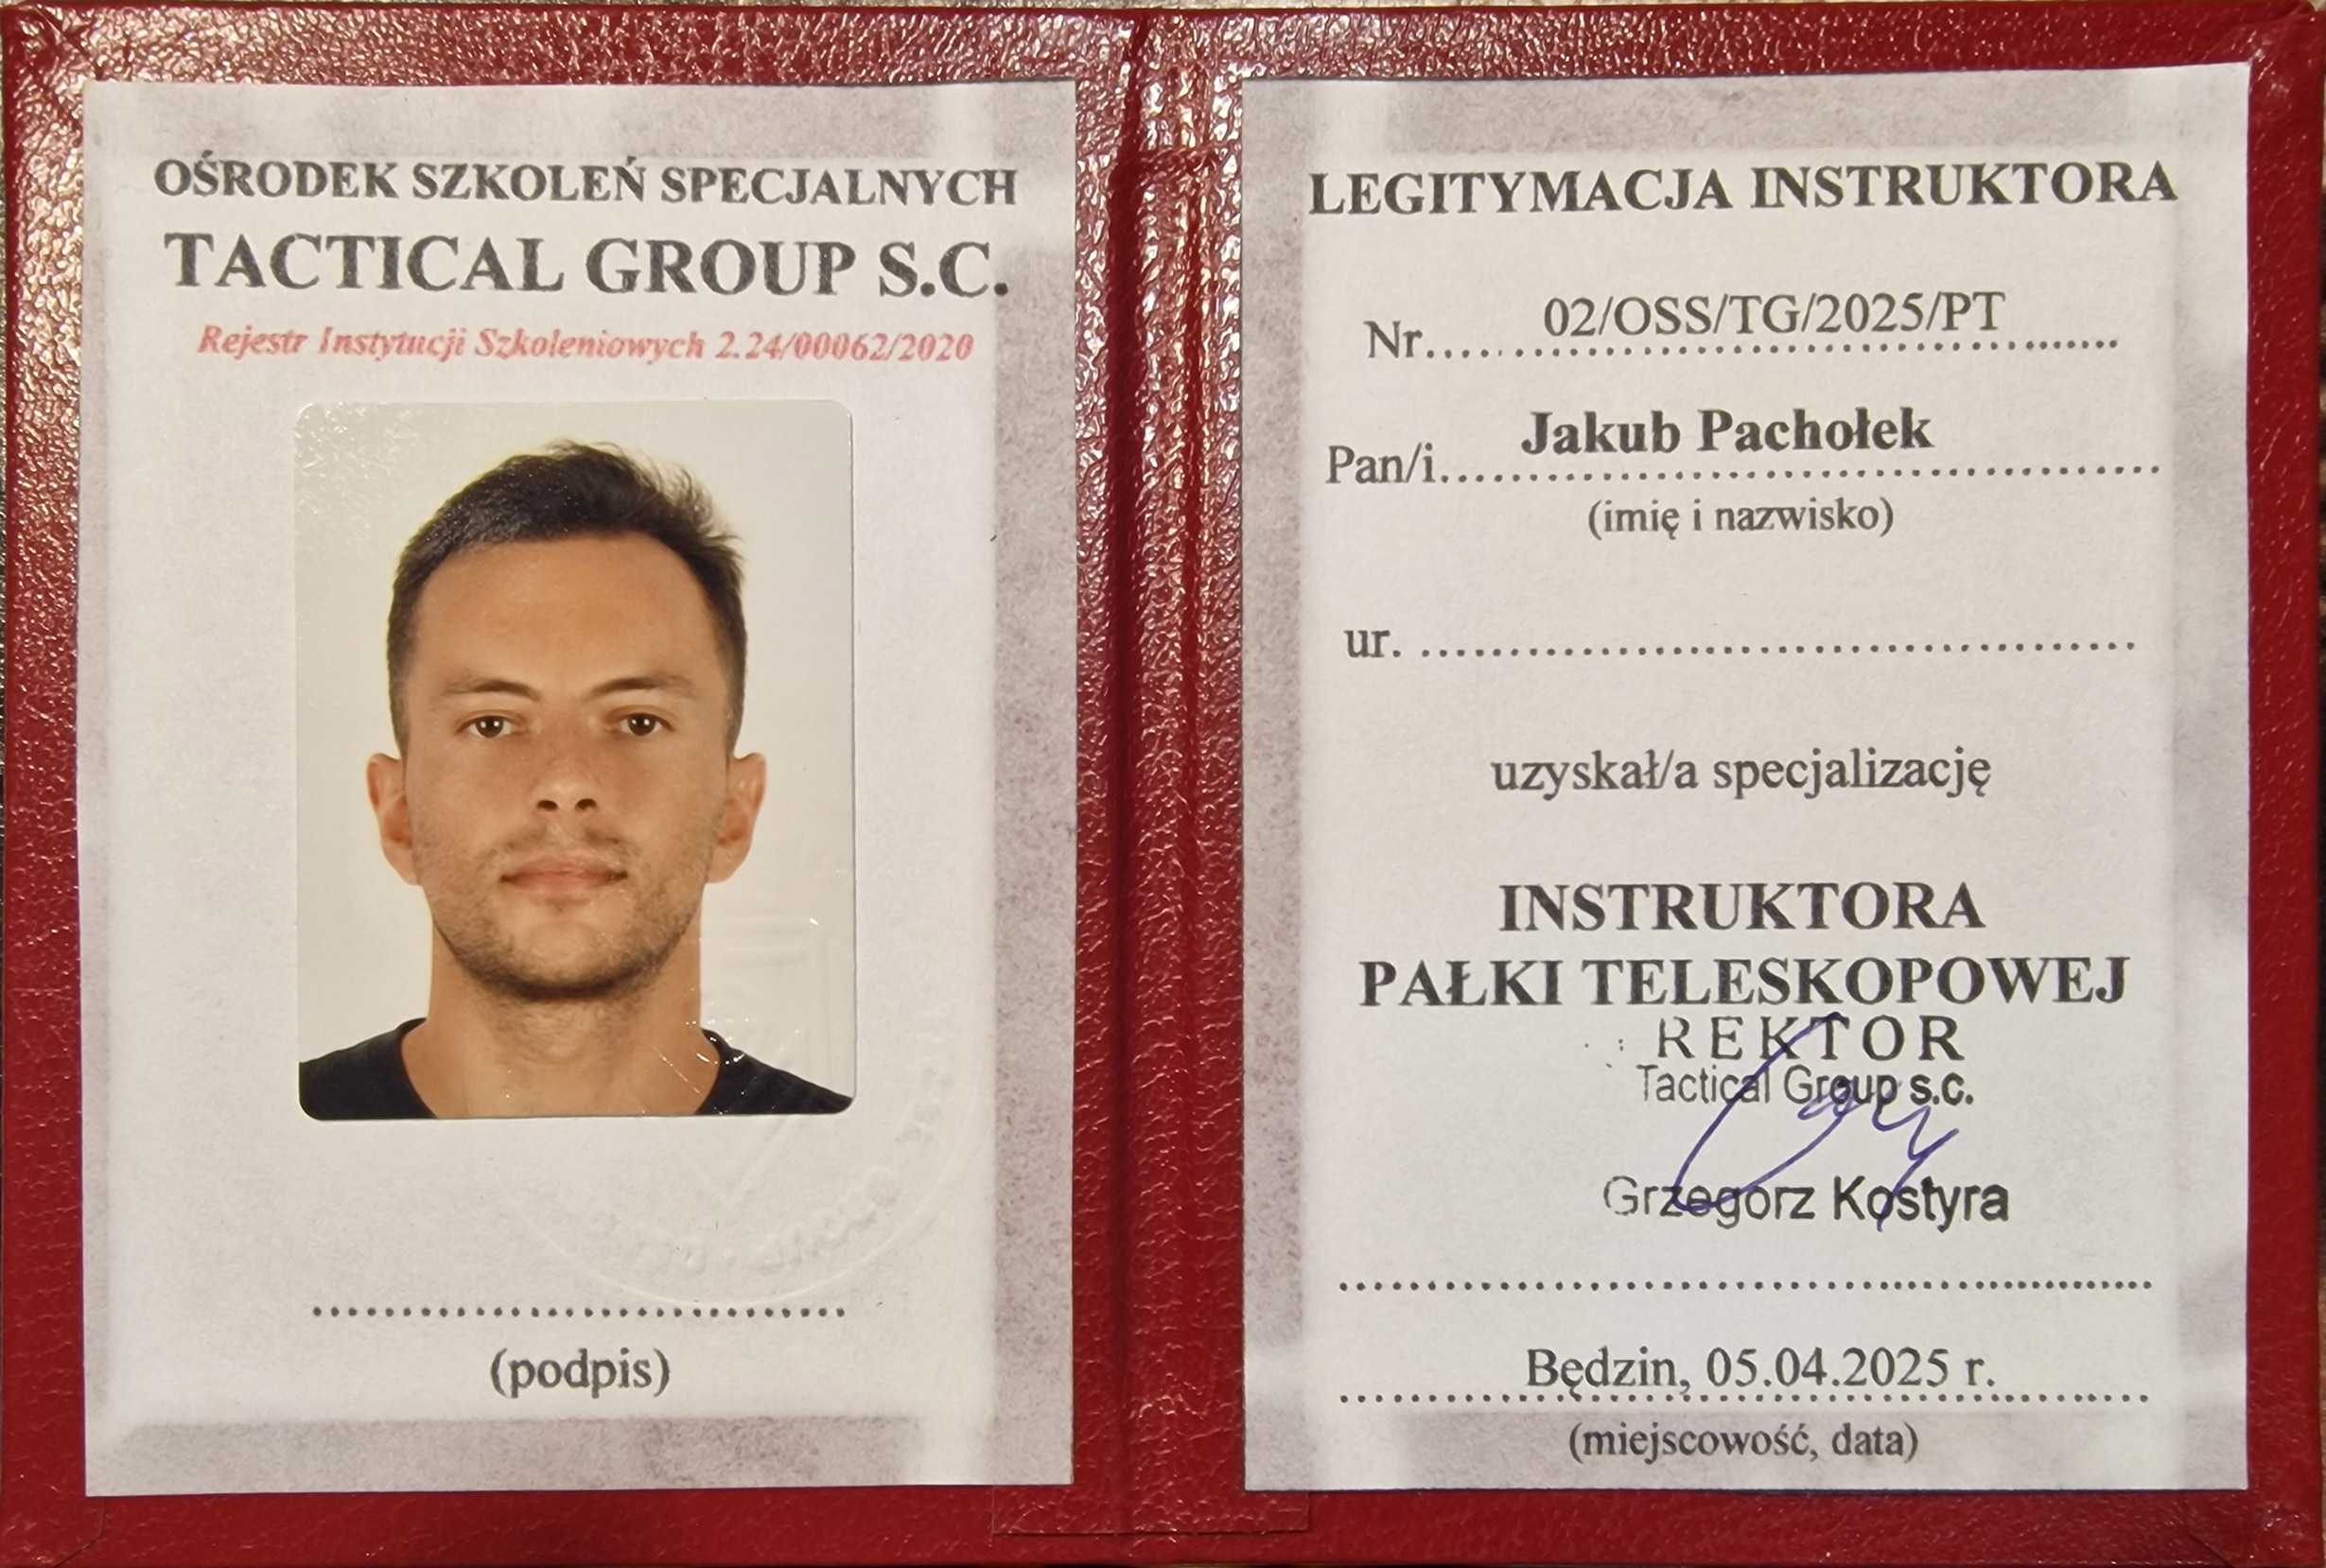 OŚRODEK SZKOLEŃ SPECJALNYCH
TACTICAL GROUP S.C.
Rejestr Instytucji Szkoleniowych 2.24/00062/2020
(podpis)
LEGITYMACJA INSTRUKTORA
Nr. 02/OSS/TG/2025/PT
Pan/i Jakub Pachołek
(imię i nazwisko)
ur.
uzyskał/a specjalizację
INSTRUKTORA
PAŁKI TELESKOPOWEJ
REKTOR
Tactical Group s.c.
Grzegorz Kostyra
Będzin, 05.04.2025 r.
(miejscowość, data)